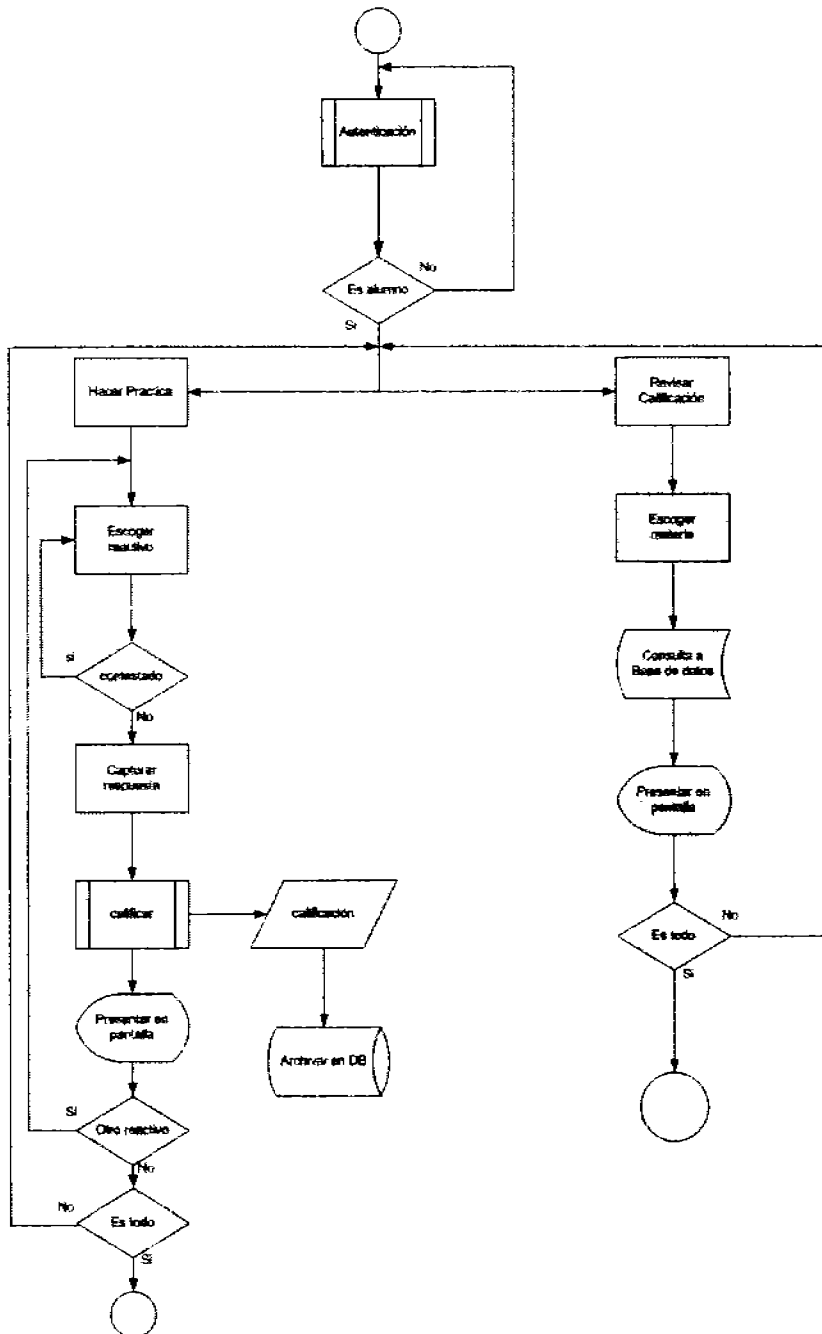 Autenticación
Es alumno
No
Si
Hacer Practica
Escoger
reactivo
contestado
si
No
Capturar
respuesta
calificar
calificación
Presentar en
pantalla
Archivar en DB
Otro reactivo
Si
No
Es todo
No
Si
Revisar
Calificación
Escoger
materia
Consulta a
Base de datos
Presentar en
pantalla
Es todo
No
Si